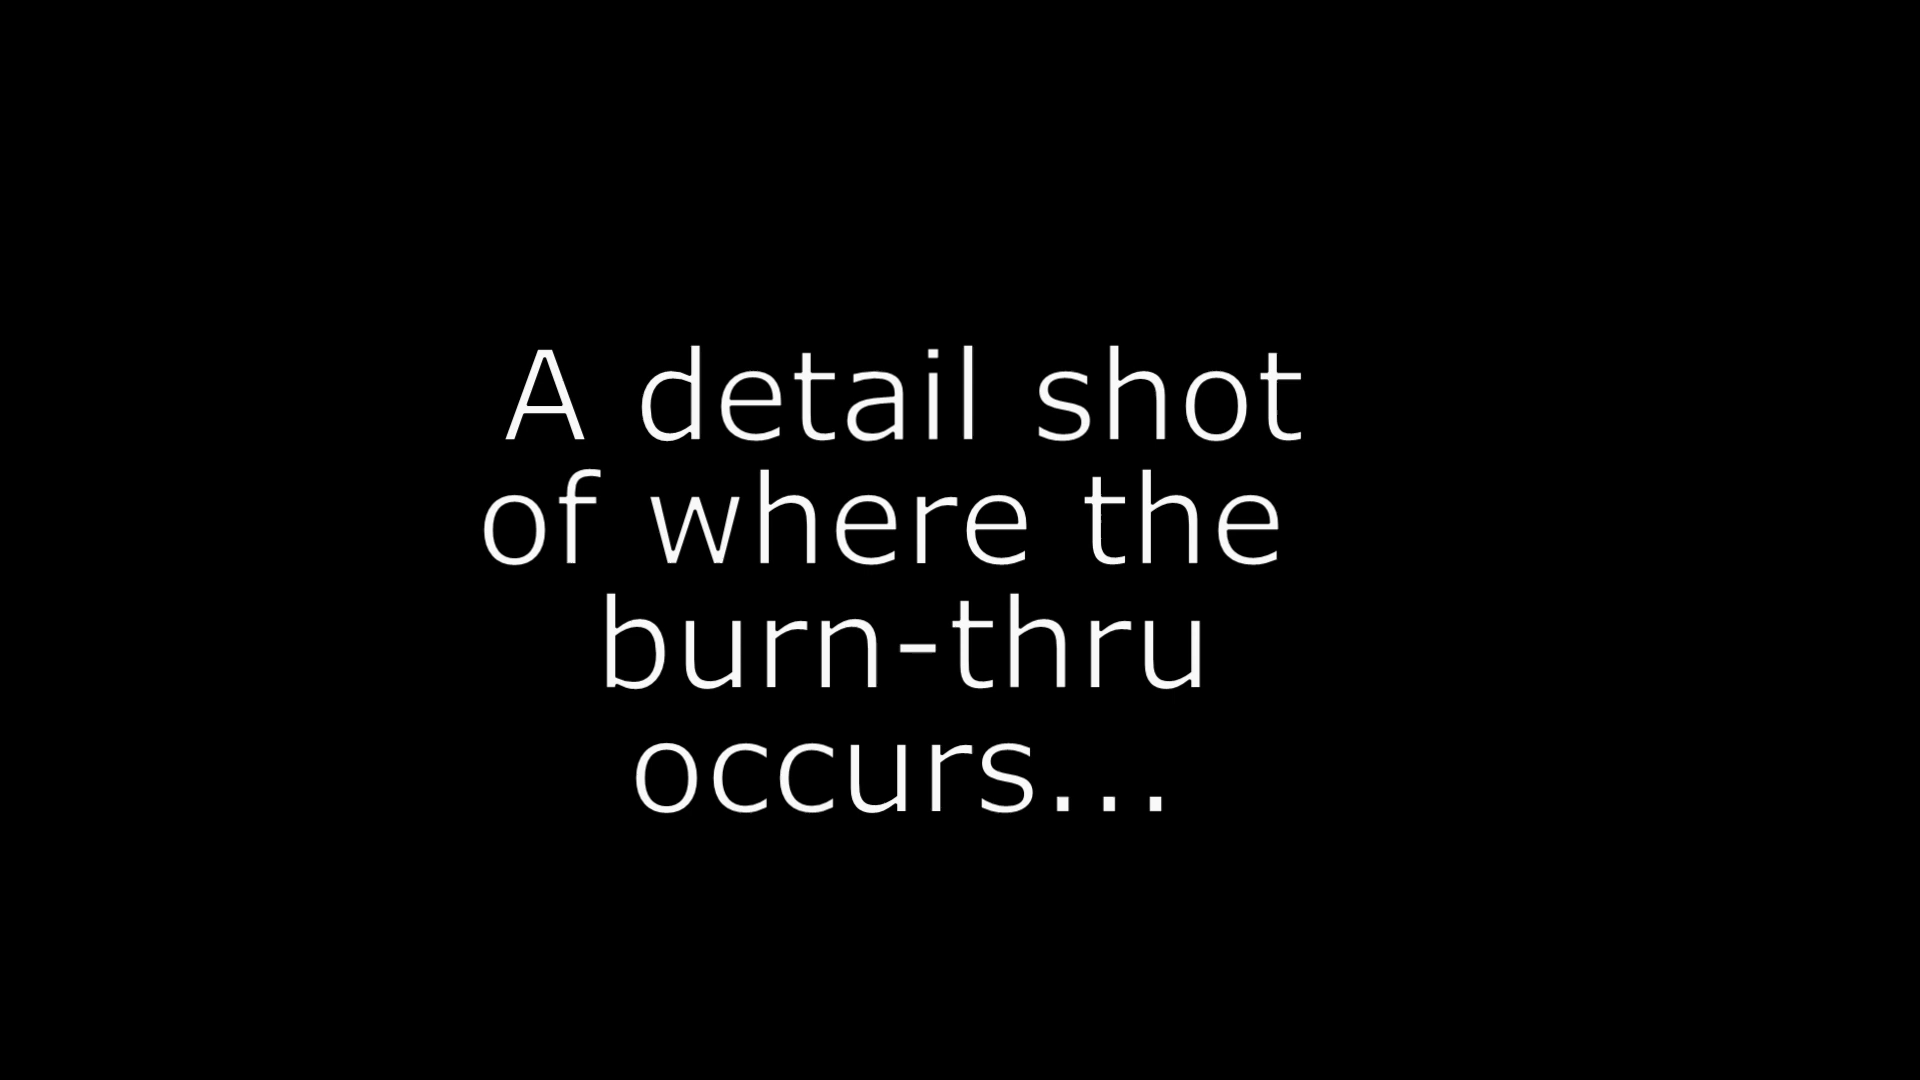 A detail shot
of where the
burn-thru
occurs...